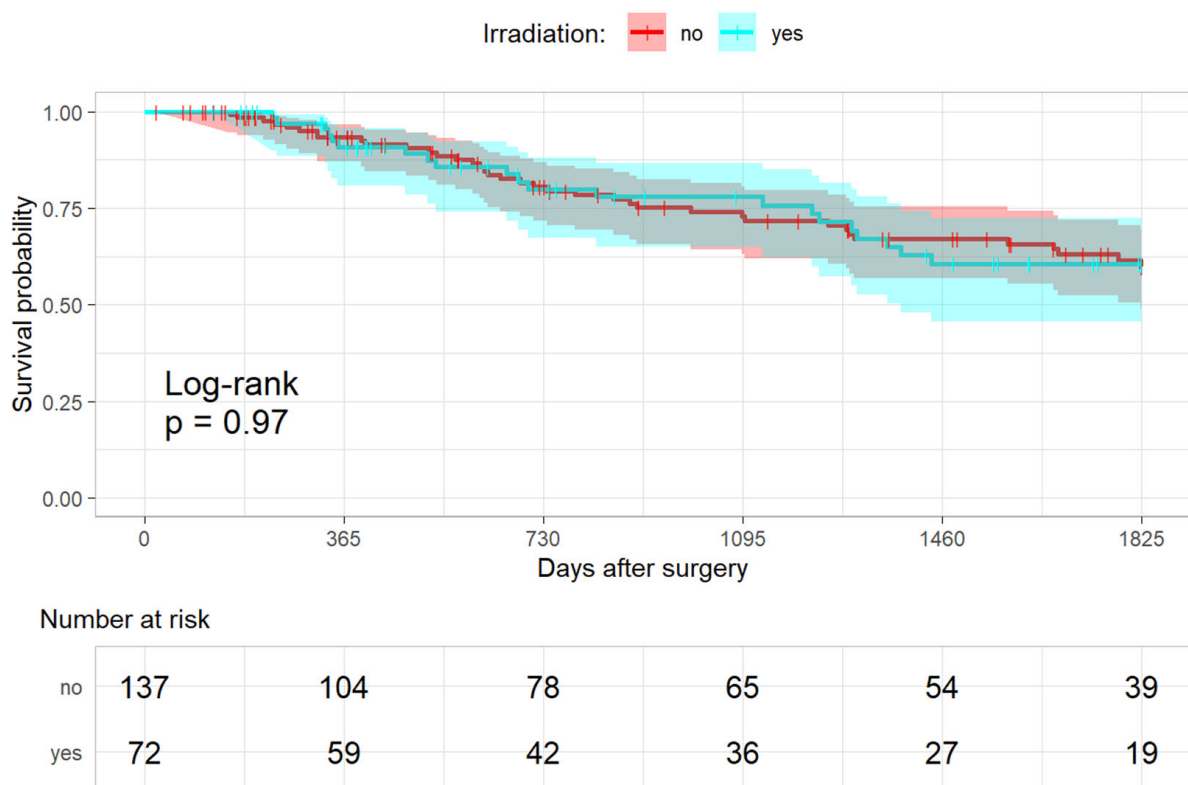 Irradiation: no yes
1.00
0.75
0.50
0.25
0.00
Survival probability
Log-rank
p = 0.97
0 365 730 1095 1460 1825
Days after surgery
Number at risk
no 137 104 78 65 54 39
yes 72 59 42 36 27 19